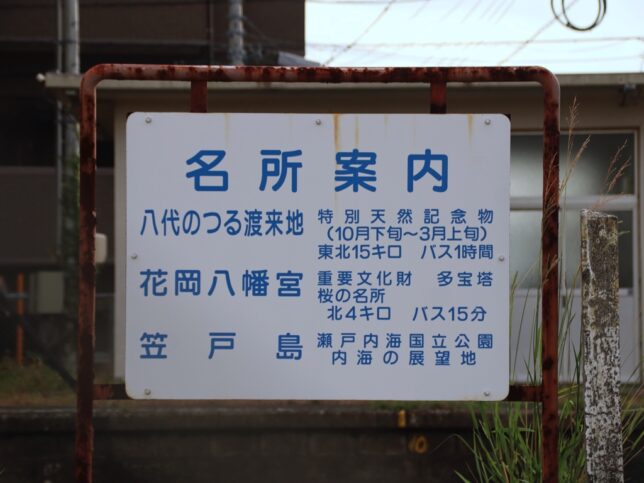 名所案内
八代のつる渡来地 特別天然記念物
(10月下旬～3月上旬)
東北15キロ バス1時間
花岡八幡宮 重要文化財 多宝塔
桜の名所
北4キロ バス15分
笠戸島 瀬戸内海国立公園
内海の展望地
10